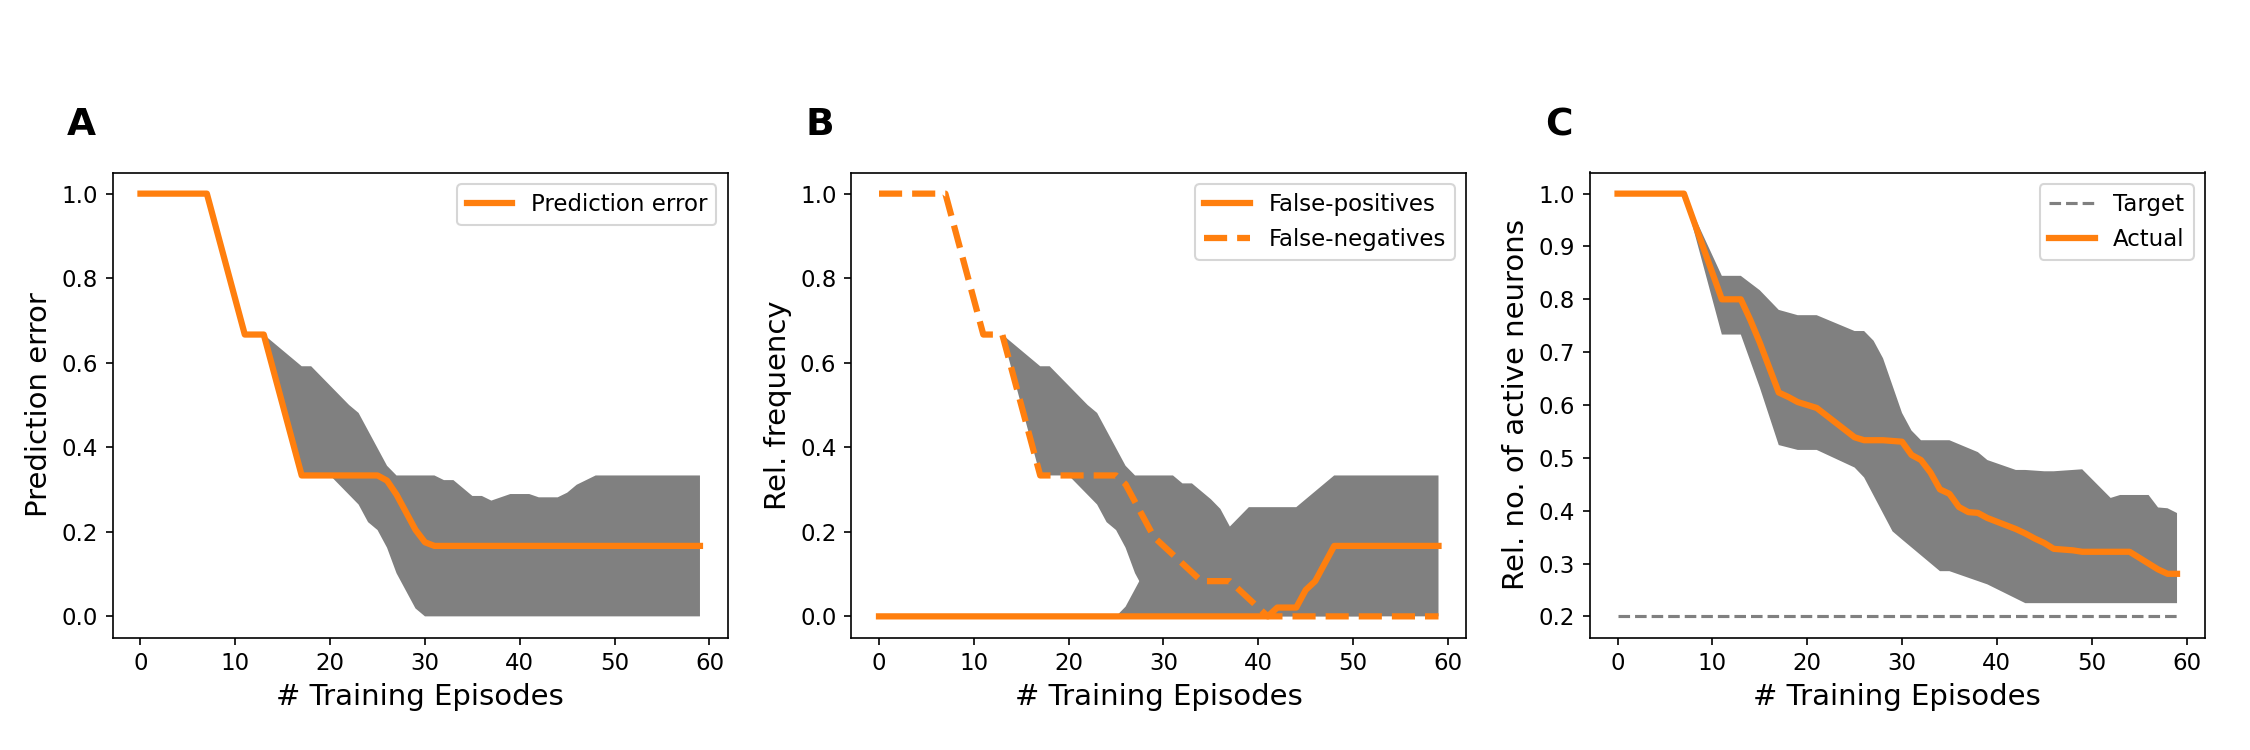 A
B
C
Prediction error
1.0
0.8
0.6
0.4
0.2
0.0
Prediction error
0 10 20 30 40 50 60
# Training Episodes
Rel. frequency
1.0
0.8
0.6
0.4
0.2
0.0
False-positives
False-negatives
0 10 20 30 40 50 60
# Training Episodes
Rel. no. of active neurons
1.0
0.9
0.8
0.7
0.6
0.5
0.4
0.3
0.2
Target
Actual
0 10 20 30 40 50 60
# Training Episodes